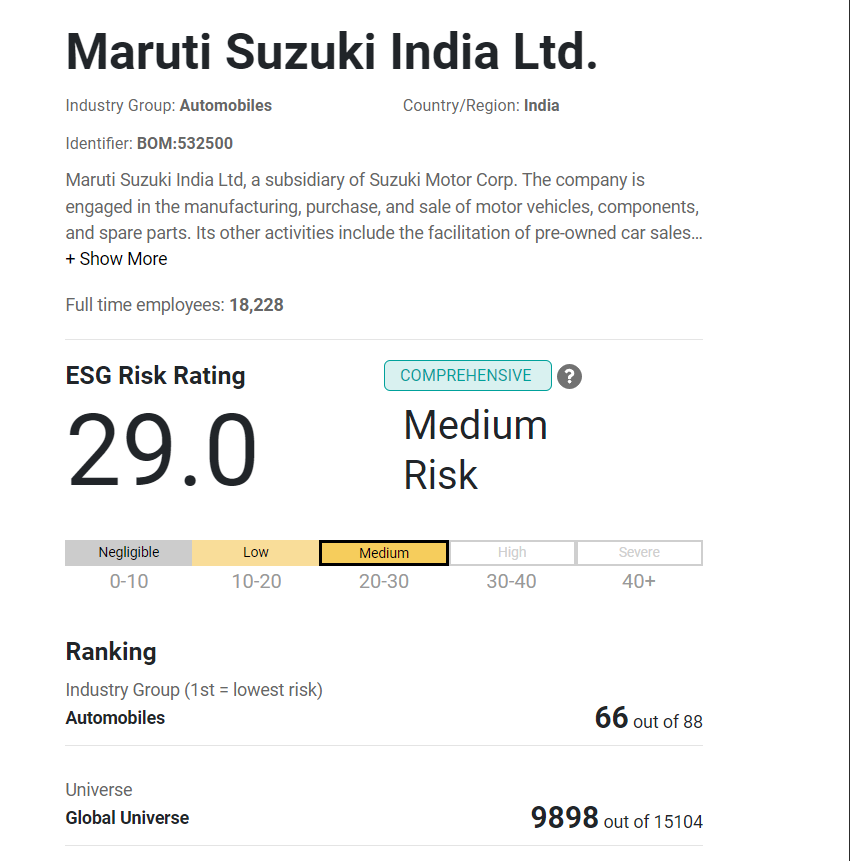 Maruti Suzuki India Ltd.
Industry Group: Automobiles
Country/Region: India
Identifier: BOM:532500
Maruti Suzuki India Ltd, a subsidiary of Suzuki Motor Corp. The company is
engaged in the manufacturing, purchase, and sale of motor vehicles, components,
and spare parts. Its other activities include the facilitation of pre-owned car sales…
+ Show More
Full time employees: 18,228
ESG Risk Rating
COMPREHENSIVE ?
29.0
Medium
Risk
Negligible Low Medium High Severe
0-10 10-20 20-30 30-40 40+
Ranking
Industry Group (1st = lowest risk)
Automobiles
66 out of 88
Universe
Global Universe
9898 out of 15104